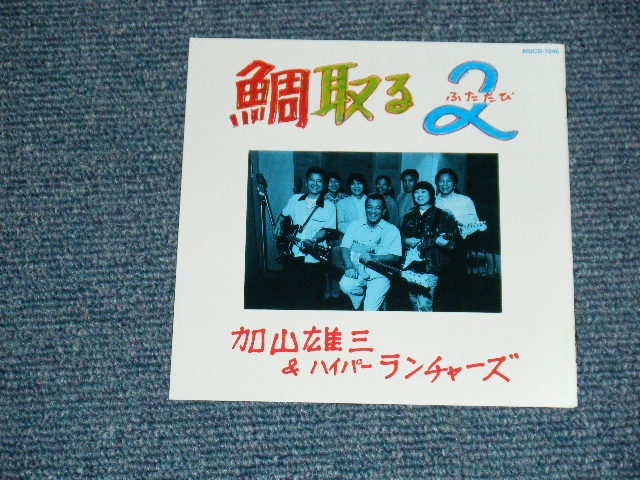 MUCD-1046
鯛取る 2
ふたたび
加山雄三
& ハイパー ランチャーズ